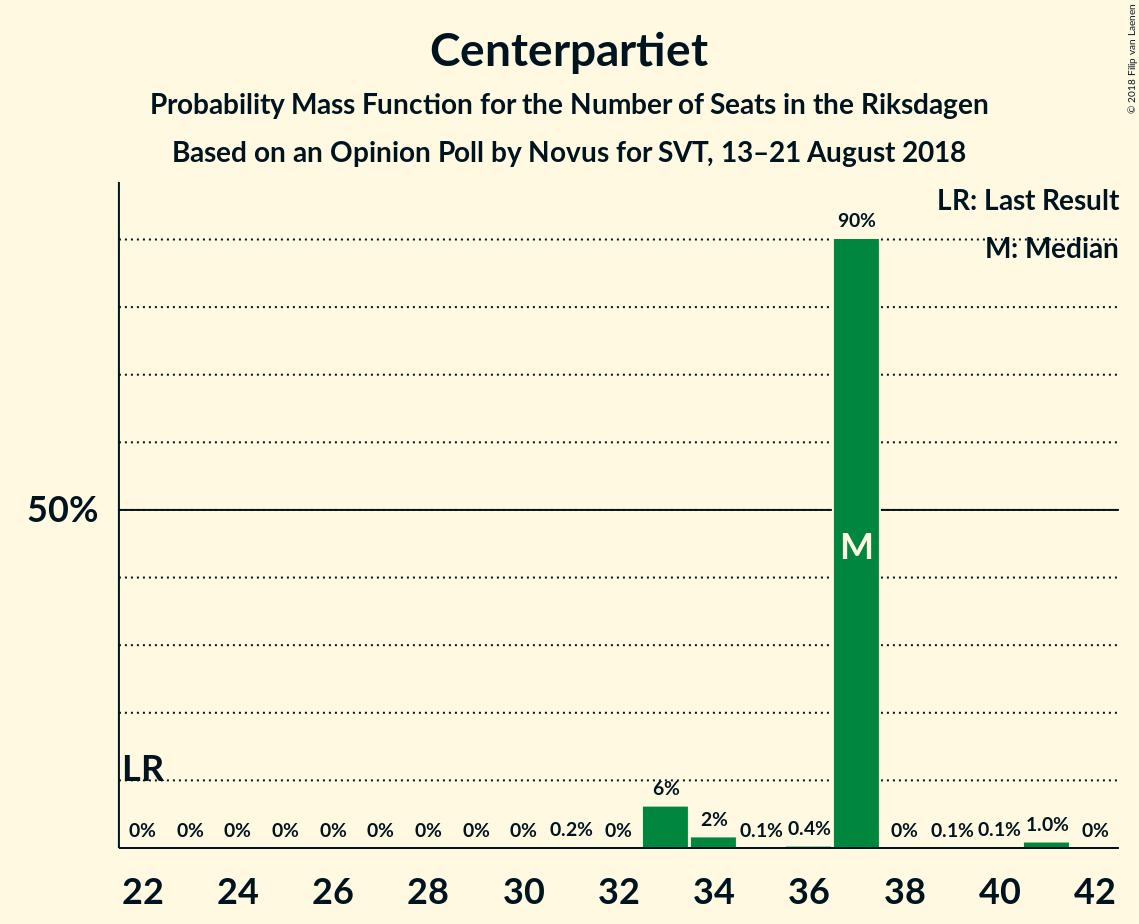 Centerpartiet
Probability Mass Function for the Number of Seats in the Riksdagen
Based on an Opinion Poll by Novus for SVT, 13–21 August 2018
© 2018 Filip van Laenen
LR: Last Result
M: Median
90%
50%
M
LR
0% 0% 0% 0% 0% 0% 0% 0% 0% 0.2% 0% 6% 2% 0.1% 0.4% 0% 0.1% 0.1% 1.0% 0%
22 24 26 28 30 32 34 36 38 40 42